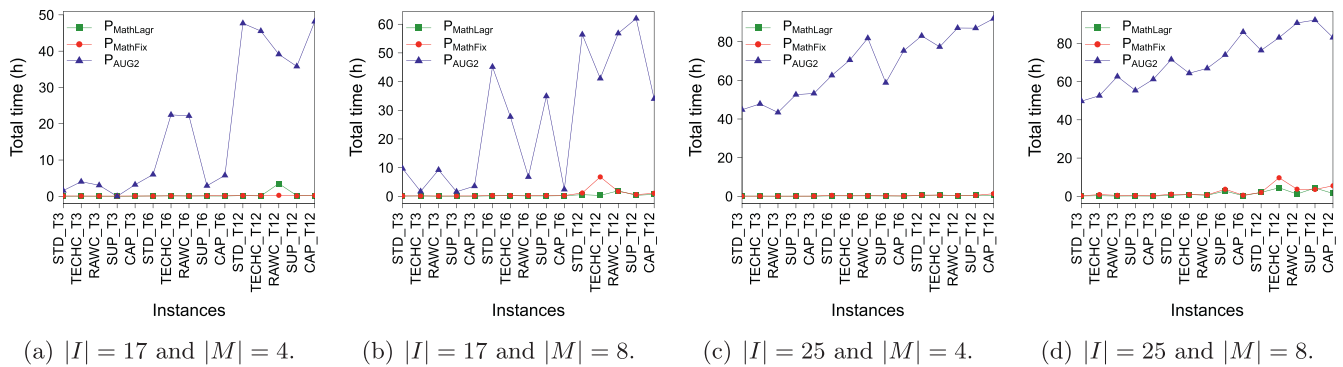 50
40
30
20
10
0
Total time (h)
P_MathLagr
P_MathFix
P_AUG2
STD_T3
TECHC_T3
RAWC_T3
SUP_T3
CAP_T3
STD_T6
TECHC_T6
RAWC_T6
SUP_T6
CAP_T6
STD_T12
TECHC_T12
RAWC_T12
SUP_T12
CAP_T12
Instances
(a) |I| = 17 and |M| = 4.
60
50
40
30
20
10
0
Total time (h)
P_MathLagr
P_MathFix
P_AUG2
STD_T3
TECHC_T3
RAWC_T3
SUP_T3
CAP_T3
STD_T6
TECHC_T6
RAWC_T6
SUP_T6
CAP_T6
STD_T12
TECHC_T12
RAWC_T12
SUP_T12
CAP_T12
Instances
(b) |I| = 17 and |M| = 8.
80
60
40
20
0
Total time (h)
P_MathLagr
P_MathFix
P_AUG2
STD_T3
TECHC_T3
RAWC_T3
SUP_T3
CAP_T3
STD_T6
TECHC_T6
RAWC_T6
SUP_T6
CAP_T6
STD_T12
TECHC_T12
RAWC_T12
SUP_T12
CAP_T12
Instances
(c) |I| = 25 and |M| = 4.
80
60
40
20
0
Total time (h)
P_MathLagr
P_MathFix
P_AUG2
STD_T3
TECHC_T3
RAWC_T3
SUP_T3
CAP_T3
STD_T6
TECHC_T6
RAWC_T6
SUP_T6
CAP_T6
STD_T12
TECHC_T12
RAWC_T12
SUP_T12
CAP_T12
Instances
(d) |I| = 25 and |M| = 8.